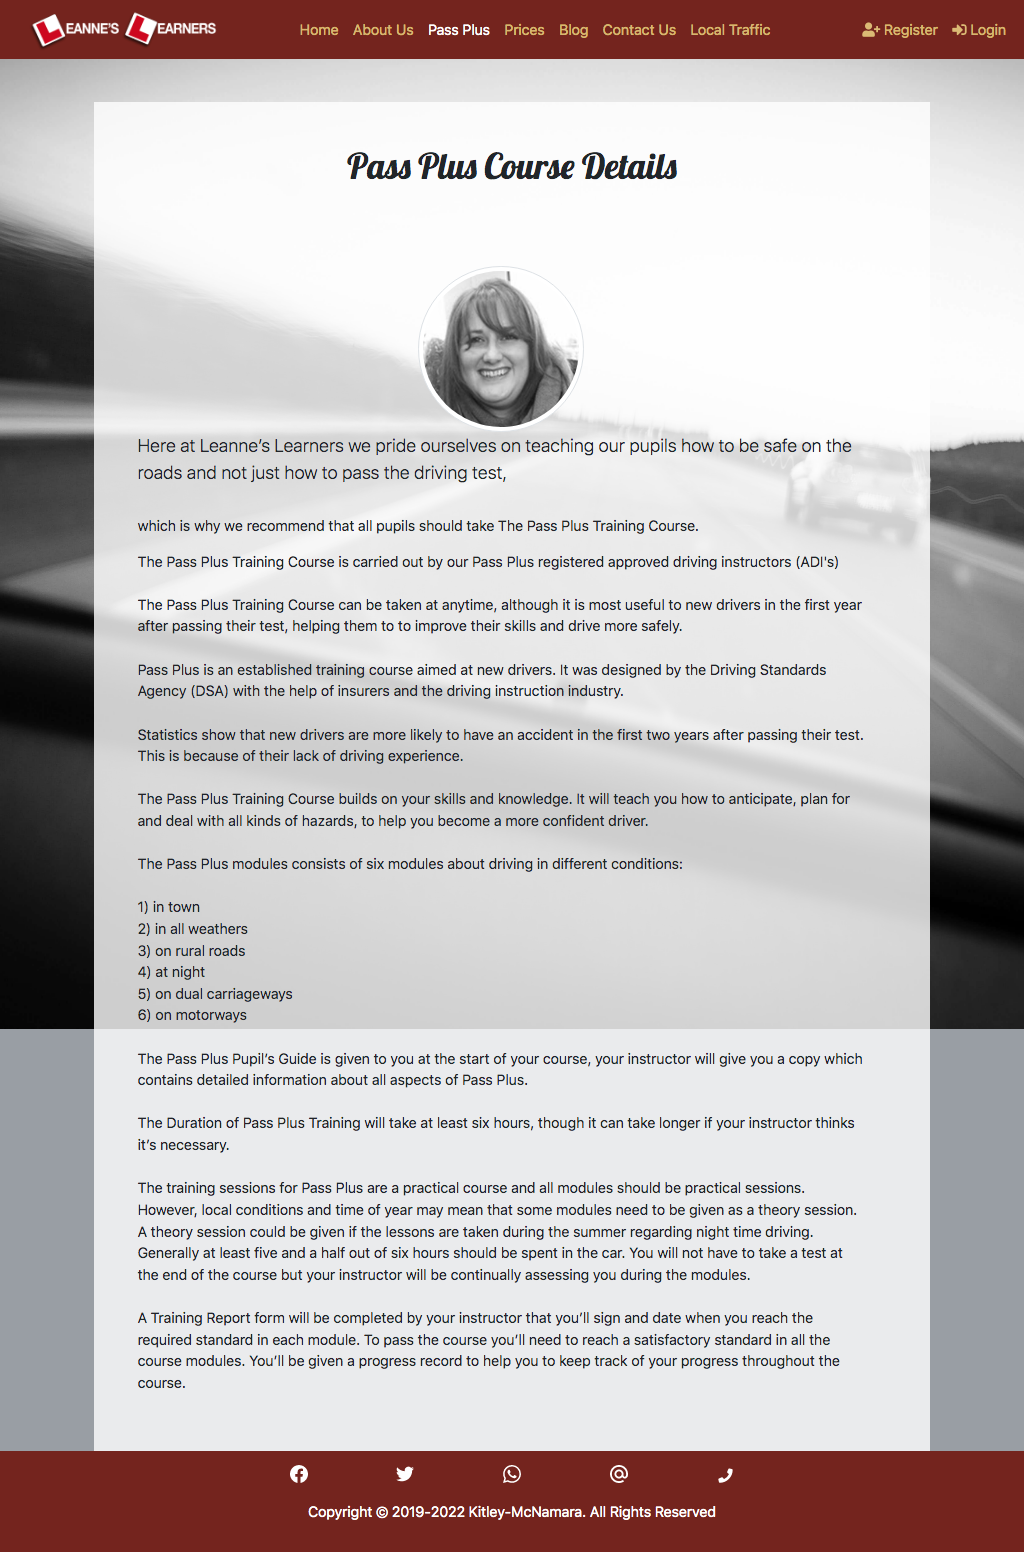 LEANNE'S LEARNERS
Home About Us Pass Plus Prices Blog Contact Us Local Traffic Register Login
Pass Plus Course Details
Here at Leanne’s Learners we pride ourselves on teaching our pupils how to be safe on the
roads and not just how to pass the driving test,
which is why we recommend that all pupils should take The Pass Plus Training Course.
The Pass Plus Training Course is carried out by our Pass Plus registered approved driving instructors (ADI's)
The Pass Plus Training Course can be taken at anytime, although it is most useful to new drivers in the first year
after passing their test, helping them to to improve their skills and drive more safely.
Pass Plus is an established training course aimed at new drivers. It was designed by the Driving Standards
Agency (DSA) with the help of insurers and the driving instruction industry.
Statistics show that new drivers are more likely to have an accident in the first two years after passing their test.
This is because of their lack of driving experience.
The Pass Plus Training Course builds on your skills and knowledge. It will teach you how to anticipate, plan for
and deal with all kinds of hazards, to help you become a more confident driver.
The Pass Plus modules consists of six modules about driving in different conditions:
1) in town
2) in all weathers
3) on rural roads
4) at night
5) on dual carriageways
6) on motorways
The Pass Plus Pupil’s Guide is given to you at the start of your course, your instructor will give you a copy which
contains detailed information about all aspects of Pass Plus.
The Duration of Pass Plus Training will take at least six hours, though it can take longer if your instructor thinks
it’s necessary.
The training sessions for Pass Plus are a practical course and all modules should be practical sessions.
However, local conditions and time of year may mean that some modules need to be given as a theory session.
A theory session could be given if the lessons are taken during the summer regarding night time driving.
Generally at least five and a half out of six hours should be spent in the car. You will not have to take a test at
the end of the course but your instructor will be continually assessing you during the modules.
A Training Report form will be completed by your instructor that you’ll sign and date when you reach the
required standard in each module. To pass the course you’ll need to reach a satisfactory standard in all the
course modules. You’ll be given a progress record to help you to keep track of your progress throughout the
course.
Copyright © 2019-2022 Kitley-McNamara. All Rights Reserved